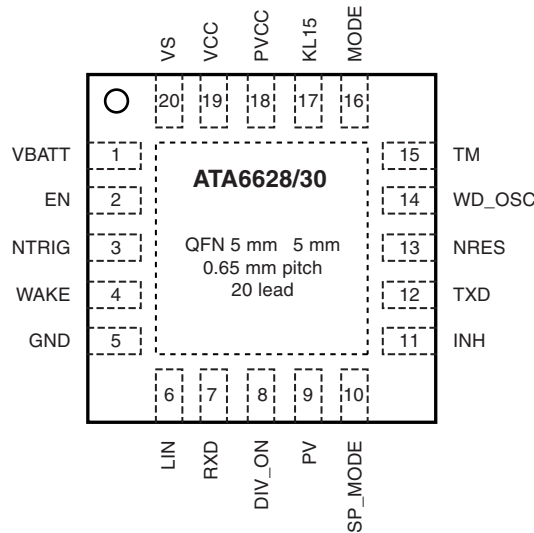 VS
VCC
PVCC
KL15
MODE
20
19
18
17
16
VBATT 1
EN 2
NTRIG 3
WAKE 4
GND 5
ATA6628/30
QFN 5 mm 5 mm
0.65 mm pitch
20 lead
15 TM
14 WD_OSC
13 NRES
12 TXD
11 INH
6
7
8
9
10
LIN
RXD
DIV_ON
PV
SP_MODE